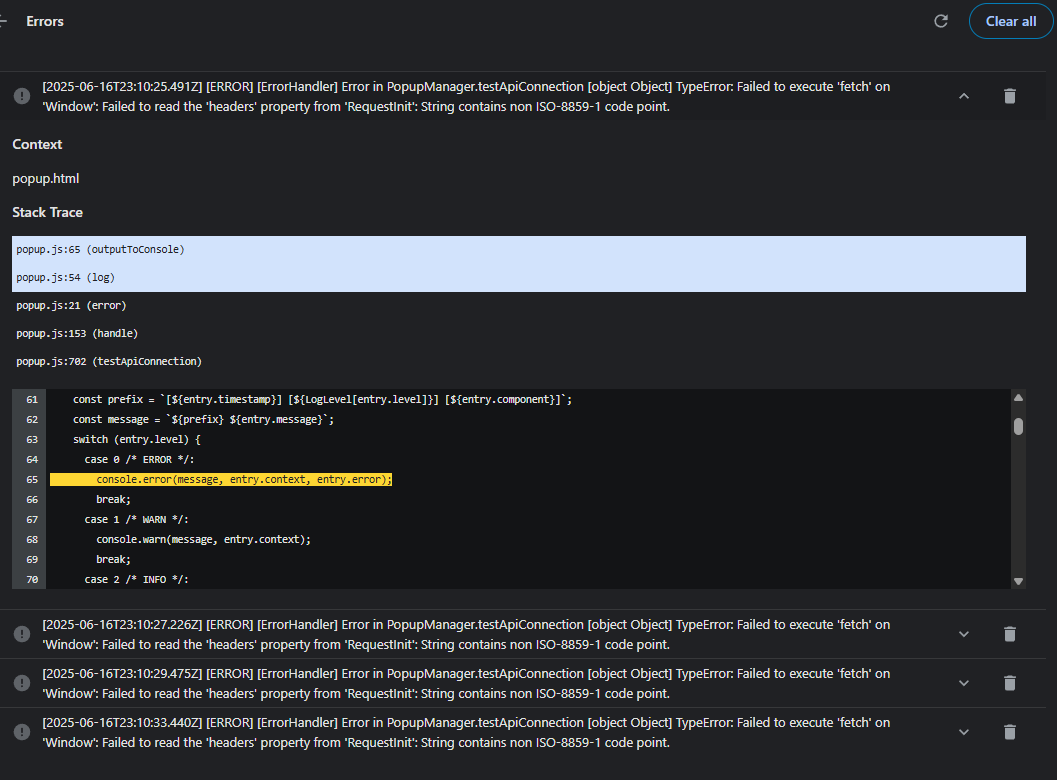 Errors
Clear all
[2025-06-16T23:10:25.491Z] [ERROR] [ErrorHandler] Error in PopupManager.testApiConnection [object Object] TypeError: Failed to execute 'fetch' on
'Window': Failed to read the 'headers' property from 'RequestInit': String contains non ISO-8859-1 code point.
Context
popup.html
Stack Trace
popup.js:65 (outputToConsole)
popup.js:54 (log)
popup.js:21 (error)
popup.js:153 (handle)
popup.js:702 (testApiConnection)
61 const prefix = `[${entry.timestamp}] [${LogLevel[entry.level]}] [${entry.component}]`;
62 const message = `${prefix} ${entry.message}`;
63 switch (entry.level) {
64 case 0 /* ERROR */:
65 console.error(message, entry.context, entry.error);
66 break;
67 case 1 /* WARN */:
68 console.warn(message, entry.context);
69 break;
70 case 2 /* INFO */:
[2025-06-16T23:10:27.226Z] [ERROR] [ErrorHandler] Error in PopupManager.testApiConnection [object Object] TypeError: Failed to execute 'fetch' on
'Window': Failed to read the 'headers' property from 'RequestInit': String contains non ISO-8859-1 code point.
[2025-06-16T23:10:29.475Z] [ERROR] [ErrorHandler] Error in PopupManager.testApiConnection [object Object] TypeError: Failed to execute 'fetch' on
'Window': Failed to read the 'headers' property from 'RequestInit': String contains non ISO-8859-1 code point.
[2025-06-16T23:10:33.440Z] [ERROR] [ErrorHandler] Error in PopupManager.testApiConnection [object Object] TypeError: Failed to execute 'fetch' on
'Window': Failed to read the 'headers' property from 'RequestInit': String contains non ISO-8859-1 code point.